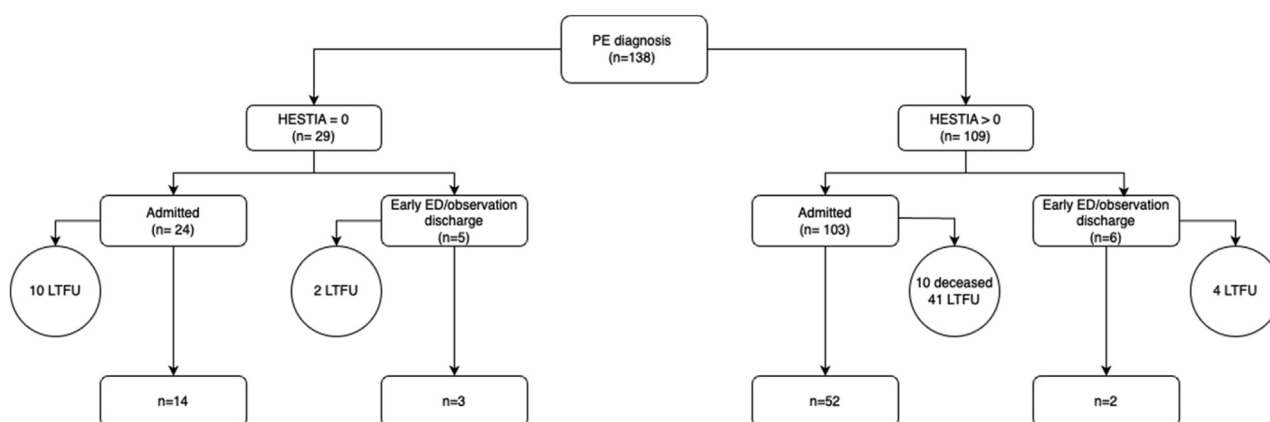 PE diagnosis
(n=138)
HESTIA = 0
(n= 29)
HESTIA > 0
(n= 109)
Admitted
(n= 24)
Early ED/observation
discharge
(n=5)
Admitted
(n= 103)
Early ED/observation
discharge
(n=6)
10 LTFU
2 LTFU
10 deceased
41 LTFU
4 LTFU
n=14
n=3
n=52
n=2